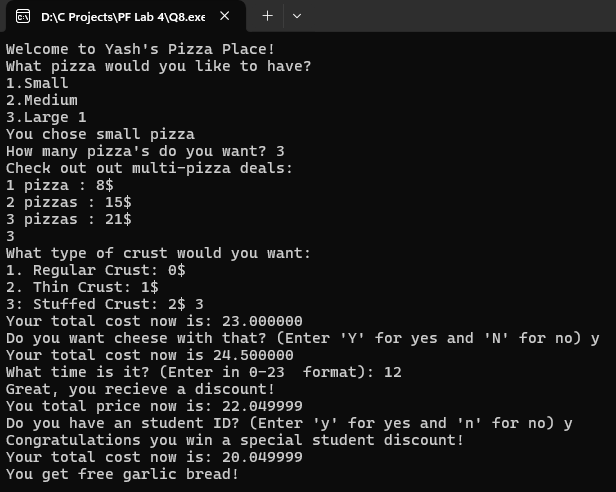 D:\C Projects\PF Lab 4\Q8.exe
Welcome to Yash's Pizza Place!
What pizza would you like to have?
1.Small
2.Medium
3.Large 1
You chose small pizza
How many pizza's do you want? 3
Check out out multi-pizza deals:
1 pizza : 8$
2 pizzas : 15$
3 pizzas : 21$
3
What type of crust would you want:
1. Regular Crust: 0$
2. Thin Crust: 1$
3: Stuffed Crust: 2$ 3
Your total cost now is: 23.000000
Do you want cheese with that? (Enter 'Y' for yes and 'N' for no) y
Your total cost now is 24.500000
What time is it? (Enter in 0-23  format): 12
Great, you recieve a discount!
You total price now is: 22.049999
Do you have an student ID? (Enter 'y' for yes and 'n' for no) y
Congratulations you win a special student discount!
Your total cost now is: 20.049999
You get free garlic bread!